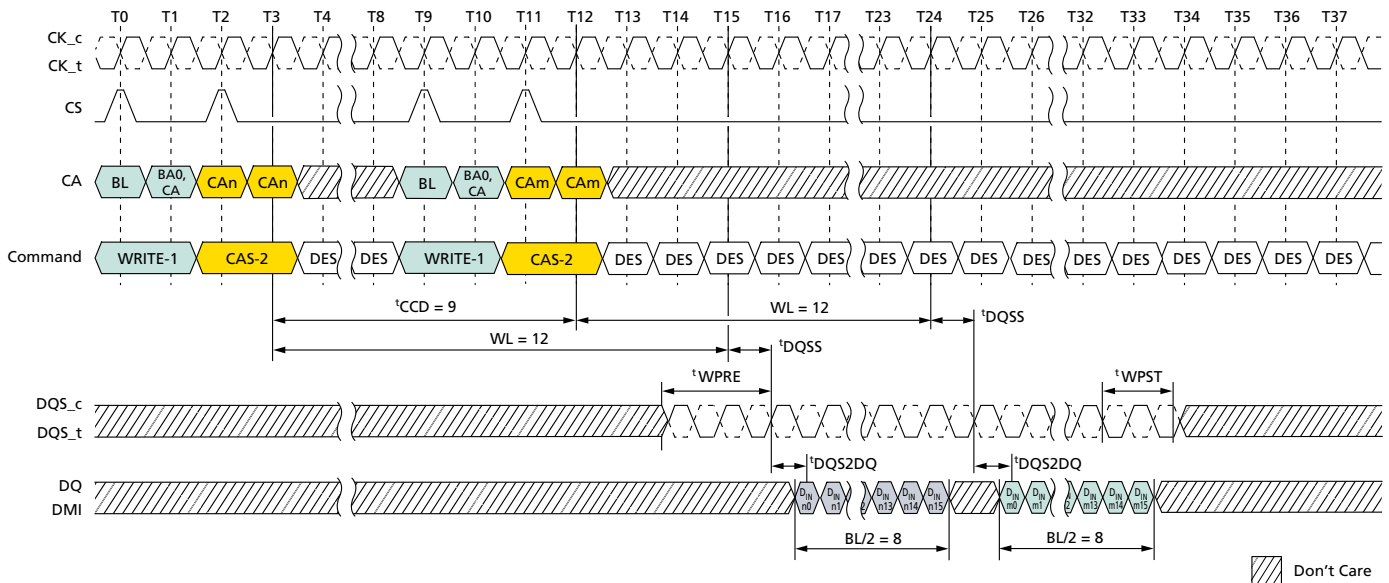 T0 T1 T2 T3 T4 T8 T9 T10 T11 T12 T13 T14 T15 T16 T17 T23 T24 T25 T26 T32 T33 T34 T35 T36 T37
CK_c
CK_t
CS
CA BL BA0, CA CAn CAn BL BA0, CA CAm CAm
Command WRITE-1 CAS-2 DES DES WRITE-1 CAS-2 DES DES DES DES DES DES DES DES DES DES DES DES DES DES DES
tCCD = 9 WL = 12 tDQSS
WL = 12 tDQSS
tWPRE tWPST
DQS_c
DQS_t
tDQS2DQ tDQS2DQ
DQ
DMI
DIN n0 DIN n1 DIN n13 DIN n14 DIN n15 DIN m0 DIN m1 DIN m13 DIN m14 DIN m15
BL/2 = 8 BL/2 = 8
Don't Care